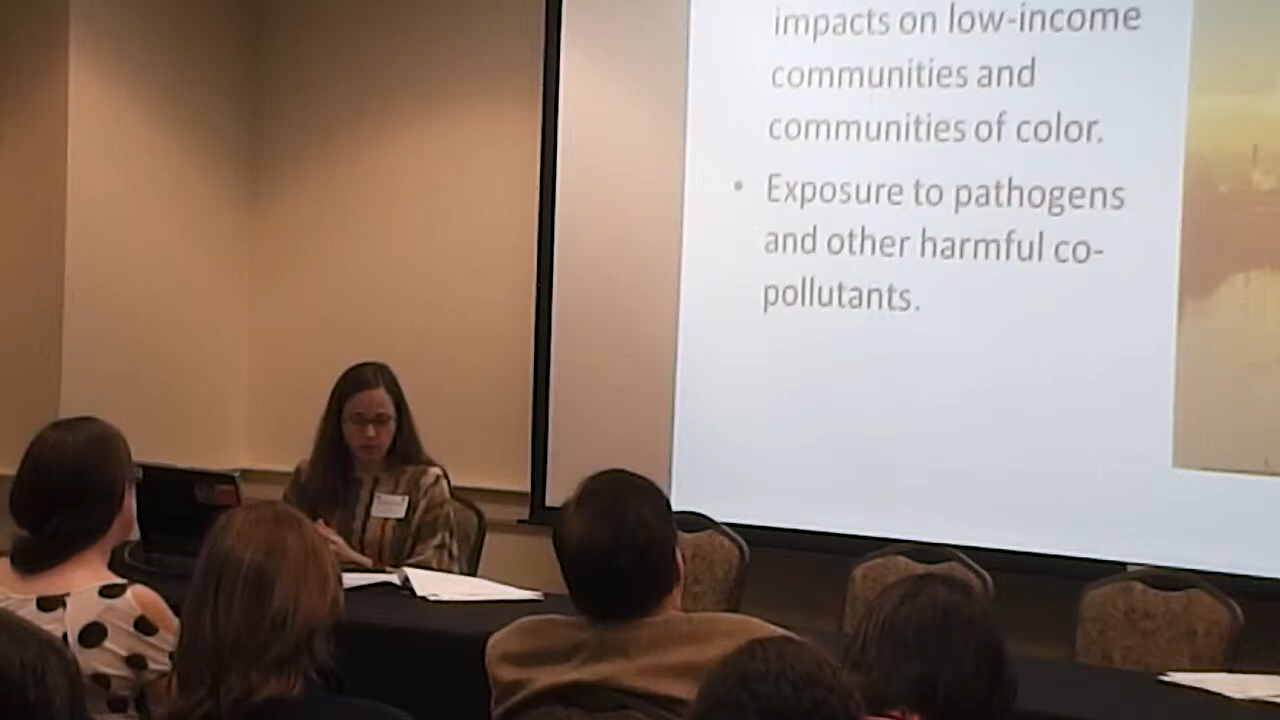 impacts on low-income
communities and
communities of color.
• Exposure to pathogens
and other harmful co-
pollutants.